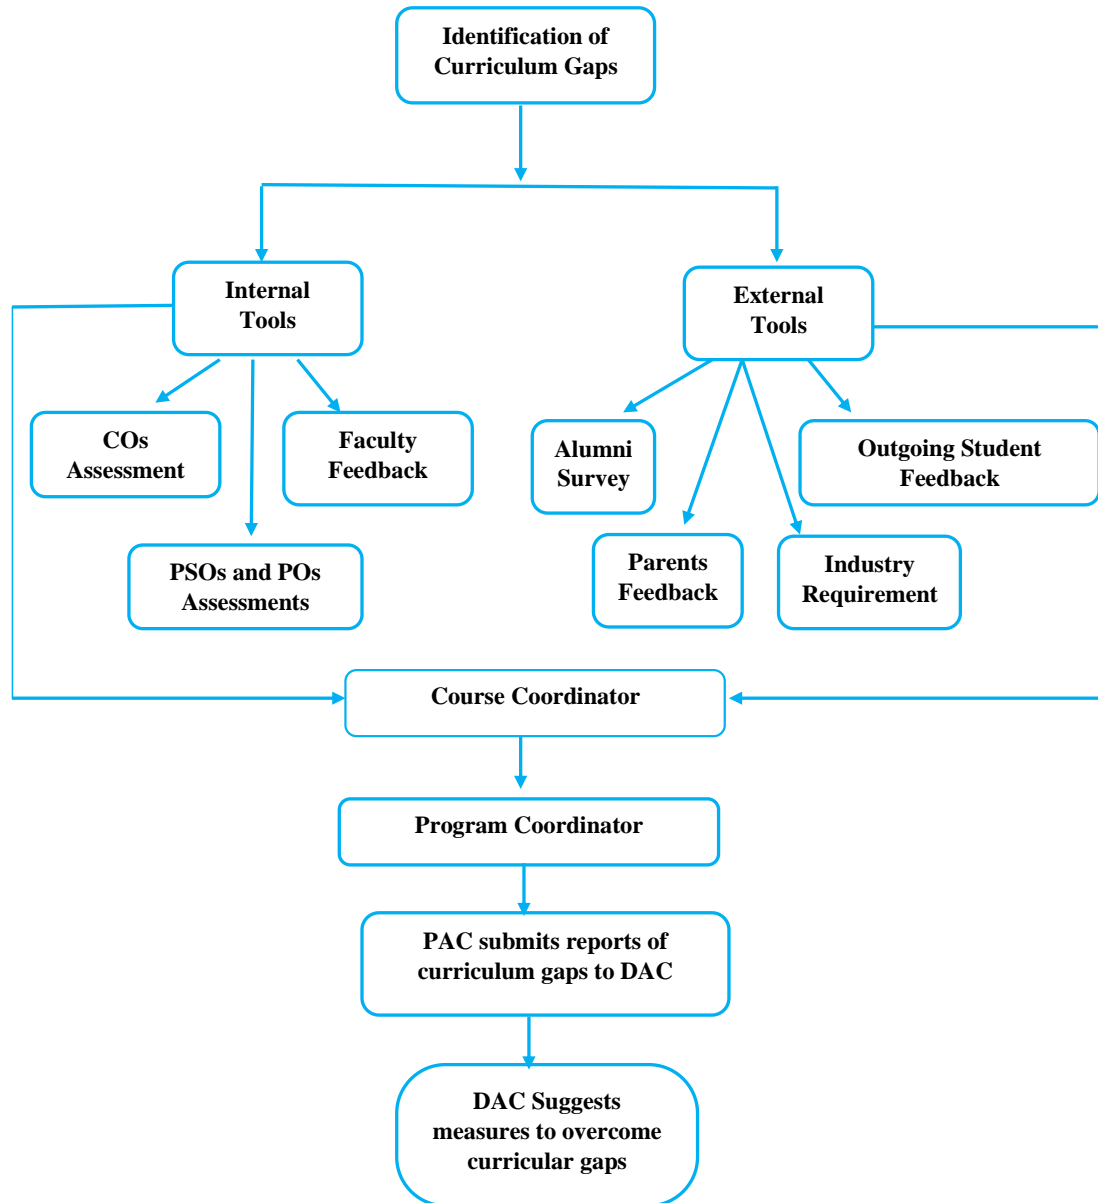 Identification of
Curriculum Gaps
Internal
Tools
External
Tools
COs
Assessment
Faculty
Feedback
Alumni
Survey
Outgoing Student
Feedback
PSOs and POs
Assessments
Parents
Feedback
Industry
Requirement
Course Coordinator
Program Coordinator
PAC submits reports of
curriculum gaps to DAC
DAC Suggests
measures to overcome
curricular gaps